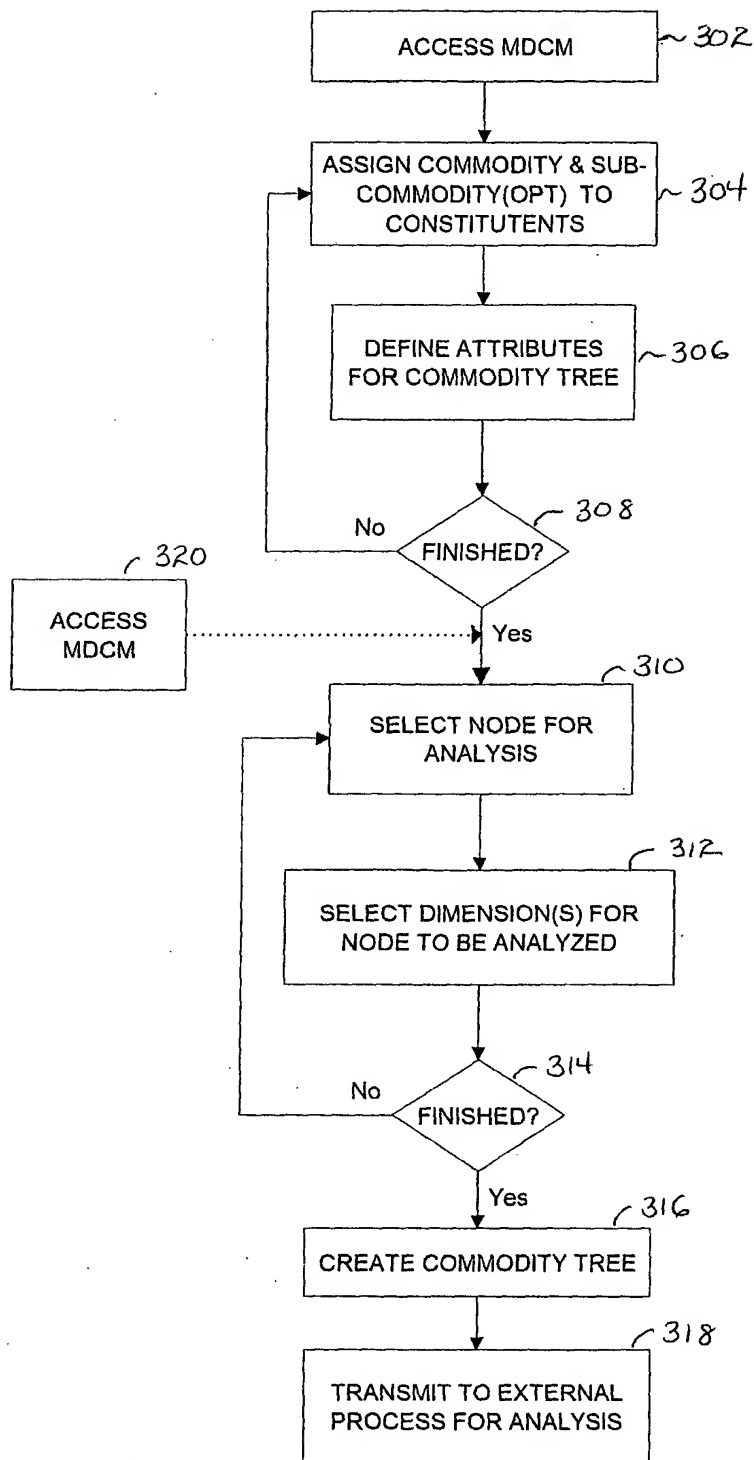 ACCESS MDCM
302
ASSIGN COMMODITY & SUB-
COMMODITY(OPT) TO
CONSTITUTENTS
304
DEFINE ATTRIBUTES
FOR COMMODITY TREE
306
308
No
FINISHED?
320
ACCESS
MDCM
Yes
310
SELECT NODE FOR
ANALYSIS
312
SELECT DIMENSION(S) FOR
NODE TO BE ANALYZED
314
No
FINISHED?
Yes
316
CREATE COMMODITY TREE
318
TRANSMIT TO EXTERNAL
PROCESS FOR ANALYSIS